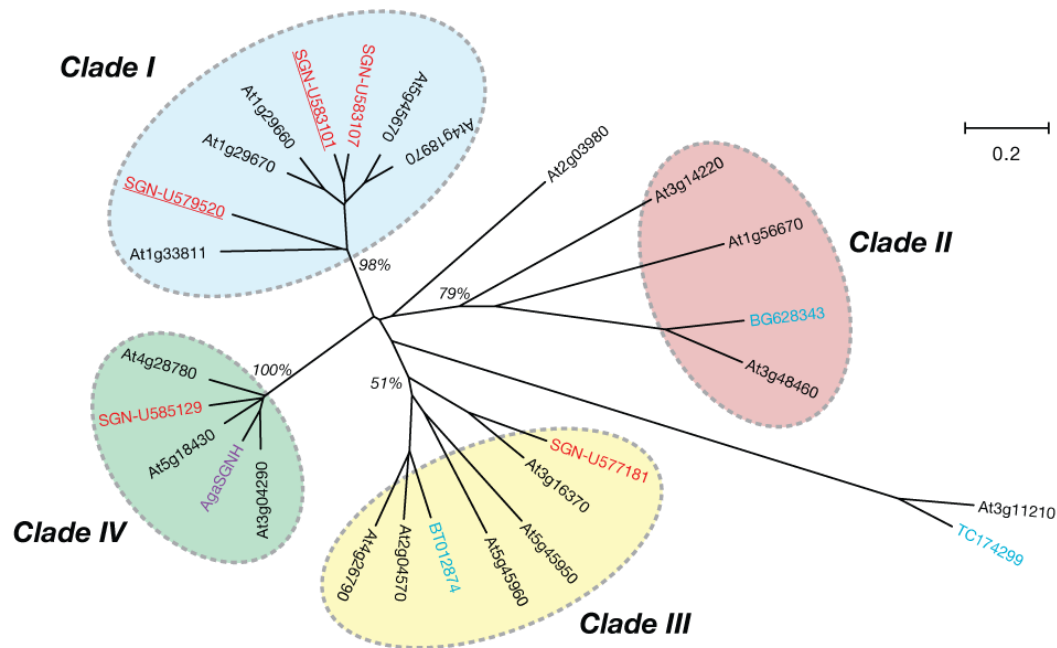 Clade I
SGN-U583101
SGN-U583107
At5g45670
At4g18970
At1g29660
At1g29670
SGN-U579520
At1g33811
98%
At2g03980
0.2
At3g14220
At1g56670
Clade II
79%
BG628343
At3g48460
100%
At4g28780
SGN-U585129
At5g18430
AgaSGNH
At3g04290
Clade IV
51%
SGN-U577181
At3g16370
At5g45950
At5g45960
BT012874
At2g04570
At4g26790
Clade III
At3g11210
TC174299